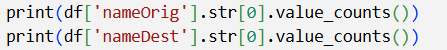 print(df['nameOrig'].str[0].value_counts())
print(df['nameDest'].str[0].value_counts())